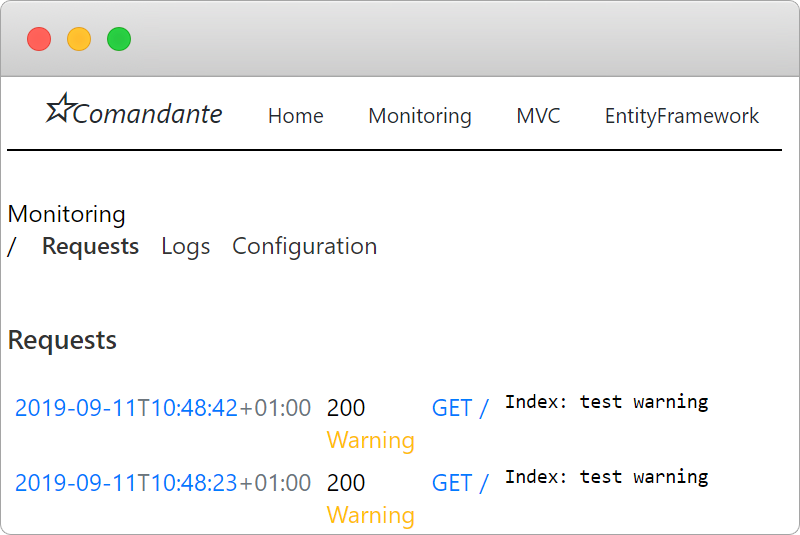 Comandante Home Monitoring MVC EntityFramework
Monitoring
/ Requests Logs Configuration
Requests
2019-09-11T10:48:42+01:00 200 GET / Index: test warning
Warning
2019-09-11T10:48:23+01:00 200 GET / Index: test warning
Warning